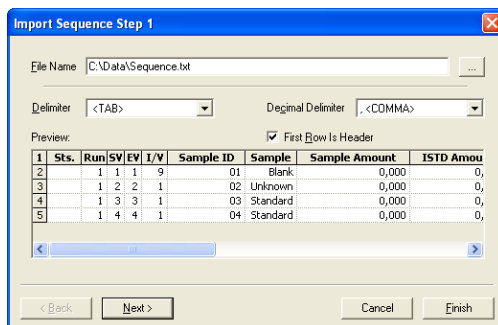 Import Sequence Step 1
File Name C:\Data\Sequence.txt ...
Delimiter <TAB> Decimal Delimiter , <COMMA>
Preview: First Row Is Header
1 Sts. Run SV EV I/V Sample ID Sample Sample Amount ISTD Amou
2 1 1 1 9 01 Blank 0,000 0,
3 1 2 2 1 02 Unknown 0,000 0,
4 1 3 3 1 03 Standard 0,000 0,
5 1 4 4 1 04 Standard 0,000 0,
< Back Next > Cancel Finish